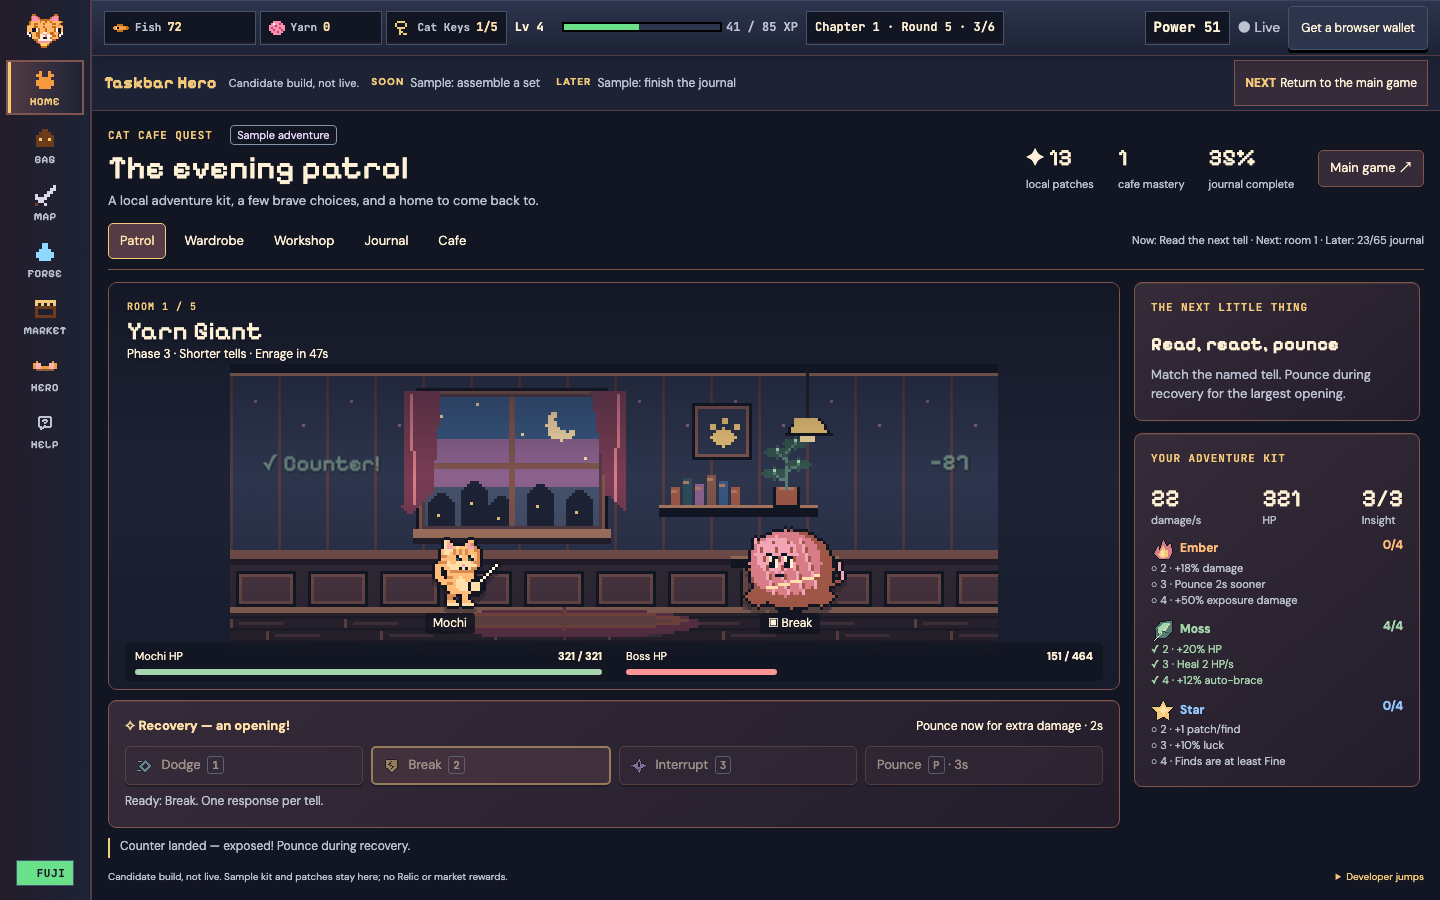 Fish 72
Yarn 0
Cat Keys 1/5
Lv 4
41 / 85 XP
Chapter 1 · Round 5 · 3/6
Power 51
Live
Get a browser wallet
HOME
BAG
MAP
FORGE
MARKET
HERO
HELP
FUJI
Taskbar Hero
Candidate build, not live.
SOON Sample: assemble a set
LATER Sample: finish the journal
NEXT Return to the main game
CAT CAFE QUEST
Sample adventure
The evening patrol
A local adventure kit, a few brave choices, and a home to come back to.
✦ 13
local patches
1
cafe mastery
35%
journal complete
Main game ↗
Patrol
Wardrobe
Workshop
Journal
Cafe
Now: Read the next tell · Next: room 1 · Later: 23/65 journal
ROOM 1 / 5
Yarn Giant
Phase 3 · Shorter tells · Enrage in 47s
✓ Counter!
-87
Mochi
Break
Mochi HP
321 / 321
Boss HP
151 / 464
✧ Recovery — an opening!
Pounce now for extra damage · 2s
Dodge 1
Break 2
Interrupt 3
Pounce P · 3s
Ready: Break. One response per tell.
Counter landed — exposed! Pounce during recovery.
Candidate build, not live. Sample kit and patches stay here; no Relic or market rewards.
▸ Developer jumps
THE NEXT LITTLE THING
Read, react, pounce
Match the named tell. Pounce during
recovery for the largest opening.
YOUR ADVENTURE KIT
22
damage/s
321
HP
3/3
Insight
Ember 0/4
○ 2 · +18% damage
○ 3 · Pounce 2s sooner
○ 4 · +50% exposure damage
Moss 4/4
✓ 2 · +20% HP
✓ 3 · Heal 2 HP/s
✓ 4 · +12% auto-brace
Star 0/4
○ 2 · +1 patch/find
○ 3 · +10% luck
○ 4 · Finds are at least Fine